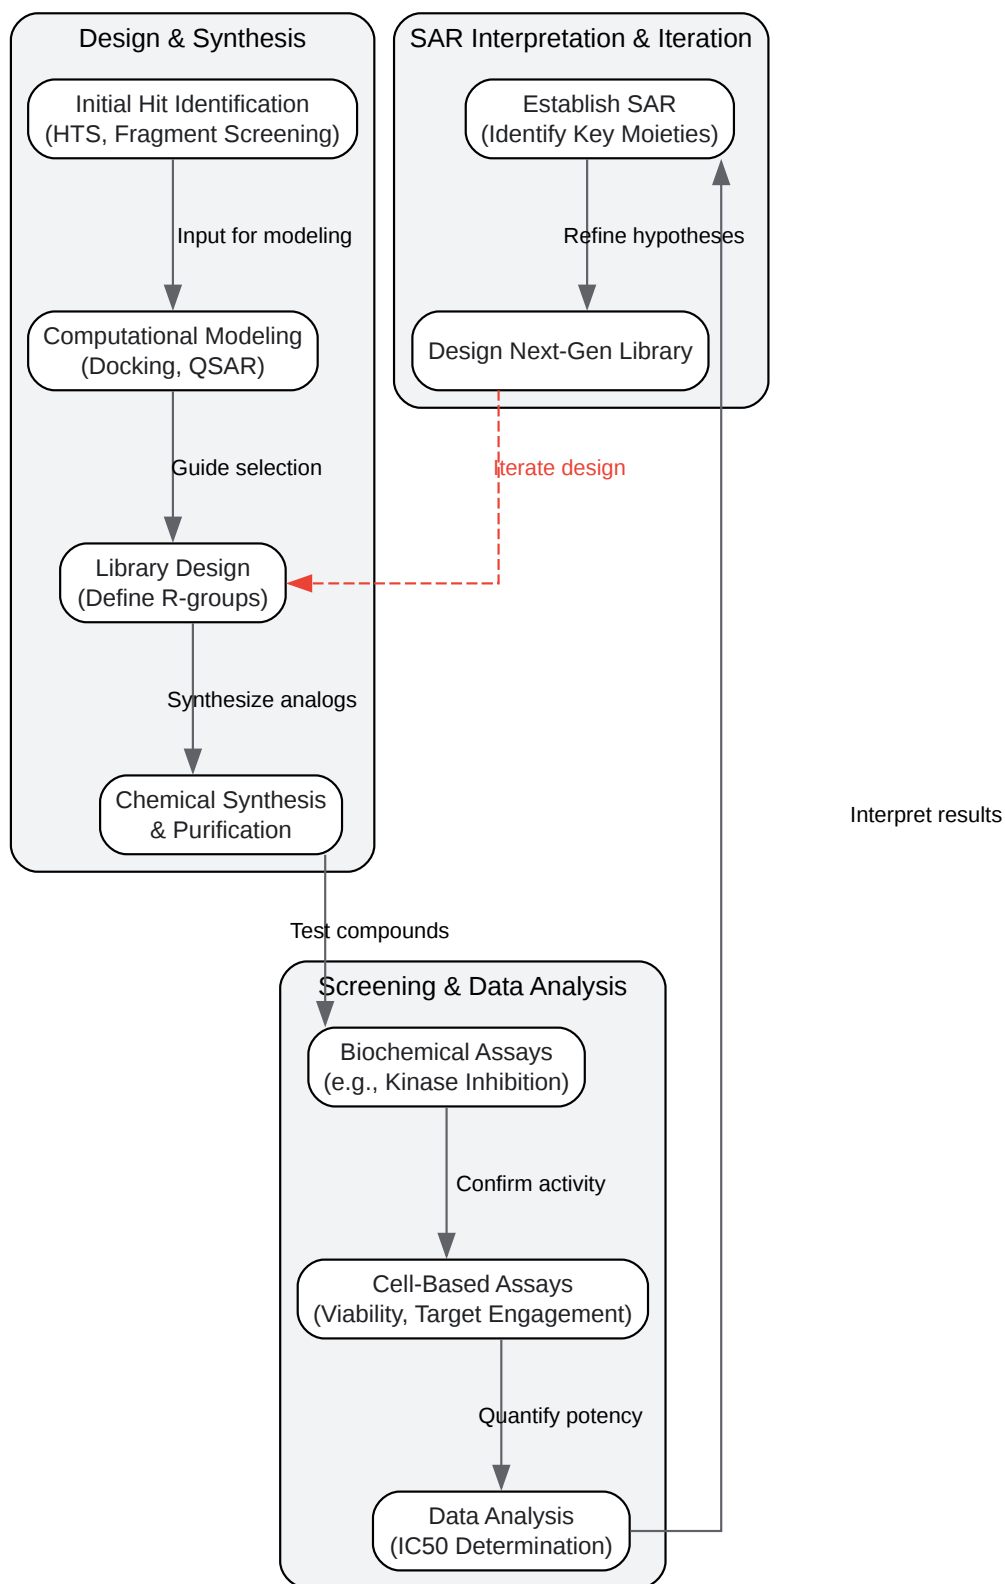 Design & Synthesis
Initial Hit Identification
(HTS, Fragment Screening)
Input for modeling
Computational Modeling
(Docking, QSAR)
Guide selection
Library Design
(Define R-groups)
Synthesize analogs
Chemical Synthesis
& Purification
Test compounds
SAR Interpretation & Iteration
Establish SAR
(Identify Key Moieties)
Refine hypotheses
Design Next-Gen Library
Iterate design
Interpret results
Screening & Data Analysis
Biochemical Assays
(e.g., Kinase Inhibition)
Confirm activity
Cell-Based Assays
(Viability, Target Engagement)
Quantify potency
Data Analysis
(IC50 Determination)